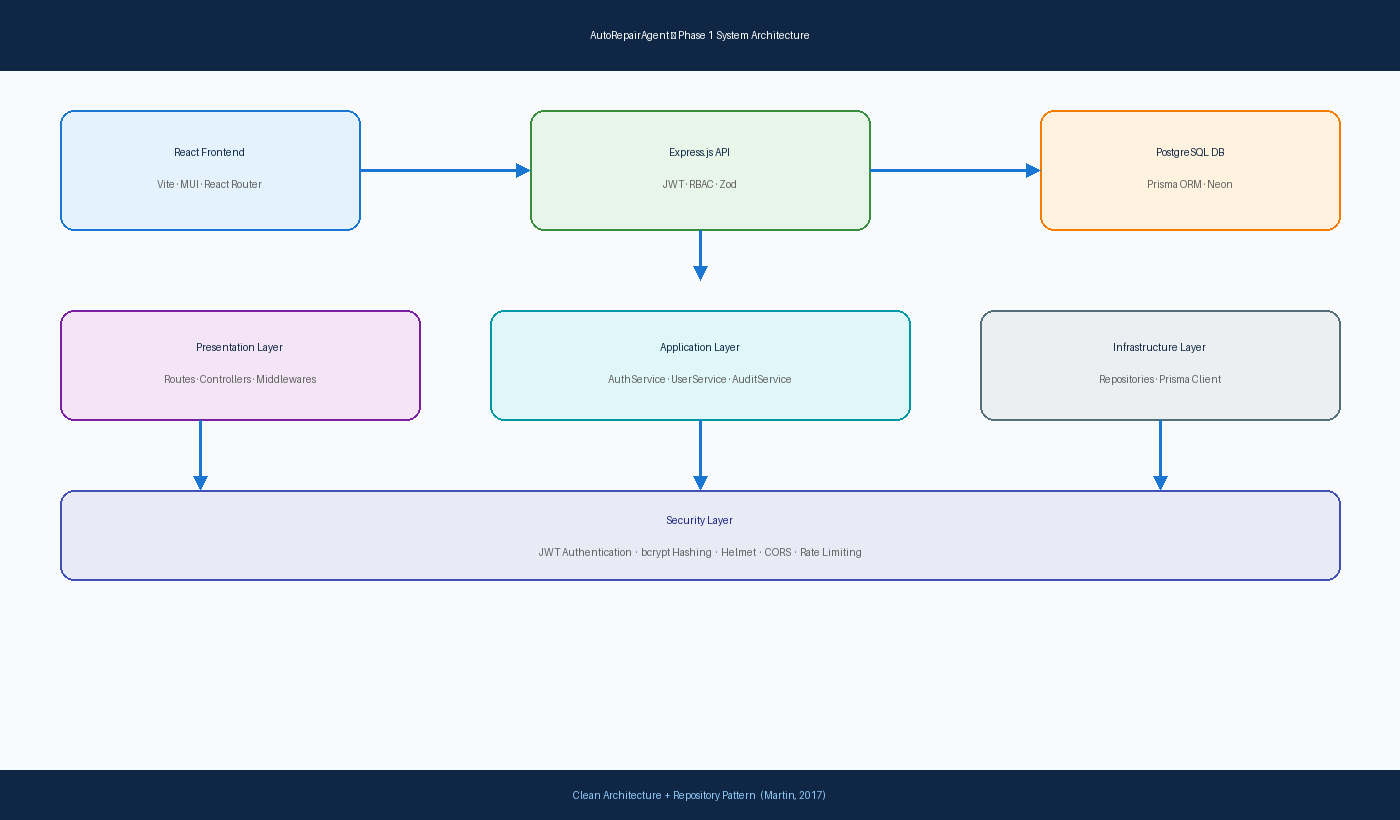 AutoRepairAgent ▯ Phase 1 System Architecture
React Frontend
Vite · MUI · React Router
Express.js API
JWT · RBAC · Zod
PostgreSQL DB
Prisma ORM · Neon
Presentation Layer
Routes · Controllers · Middlewares
Application Layer
AuthService · UserService · AuditService
Infrastructure Layer
Repositories · Prisma Client
Security Layer
JWT Authentication · bcrypt Hashing · Helmet · CORS · Rate Limiting
Clean Architecture + Repository Pattern (Martin, 2017)